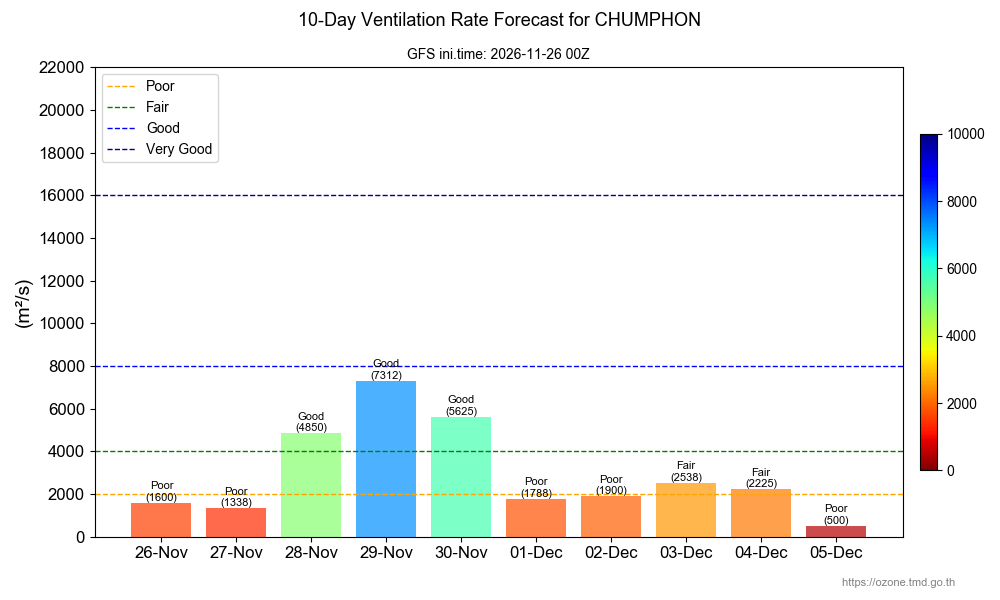 10-Day Ventilation Rate Forecast for CHUMPHON
GFS ini.time: 2026-11-26 00Z
(m²/s)
22000
20000
18000
16000
14000
12000
10000
8000
6000
4000
2000
0
Poor
Fair
Good
Very Good
Poor
(1600)
Poor
(1338)
Good
(4850)
Good
(7312)
Good
(5625)
Poor
(1788)
Poor
(1900)
Fair
(2538)
Fair
(2225)
Poor
(500)
26-Nov 27-Nov 28-Nov 29-Nov 30-Nov 01-Dec 02-Dec 03-Dec 04-Dec 05-Dec
10000
8000
6000
4000
2000
0
https://ozone.tmd.go.th